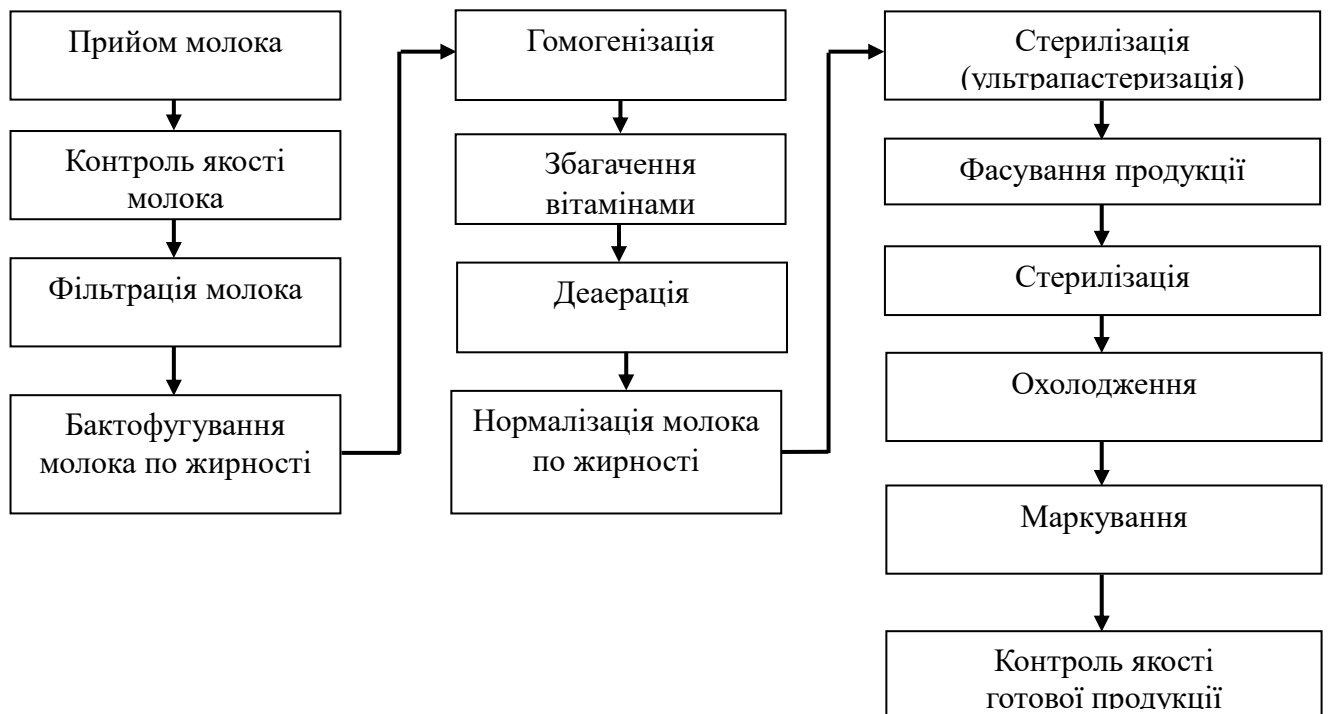 Прийом молока
Контроль якості
молока
Фільтрація молока
Бактофугування
молока по жирності
Гомогенізація
Збагачення
вітамінами
Деаерація
Нормалізація молока
по жирності
Стерилізація
(ультрапастеризація)
Фасування продукції
Стерилізація
Охолодження
Маркування
Контроль якості
готової продукції